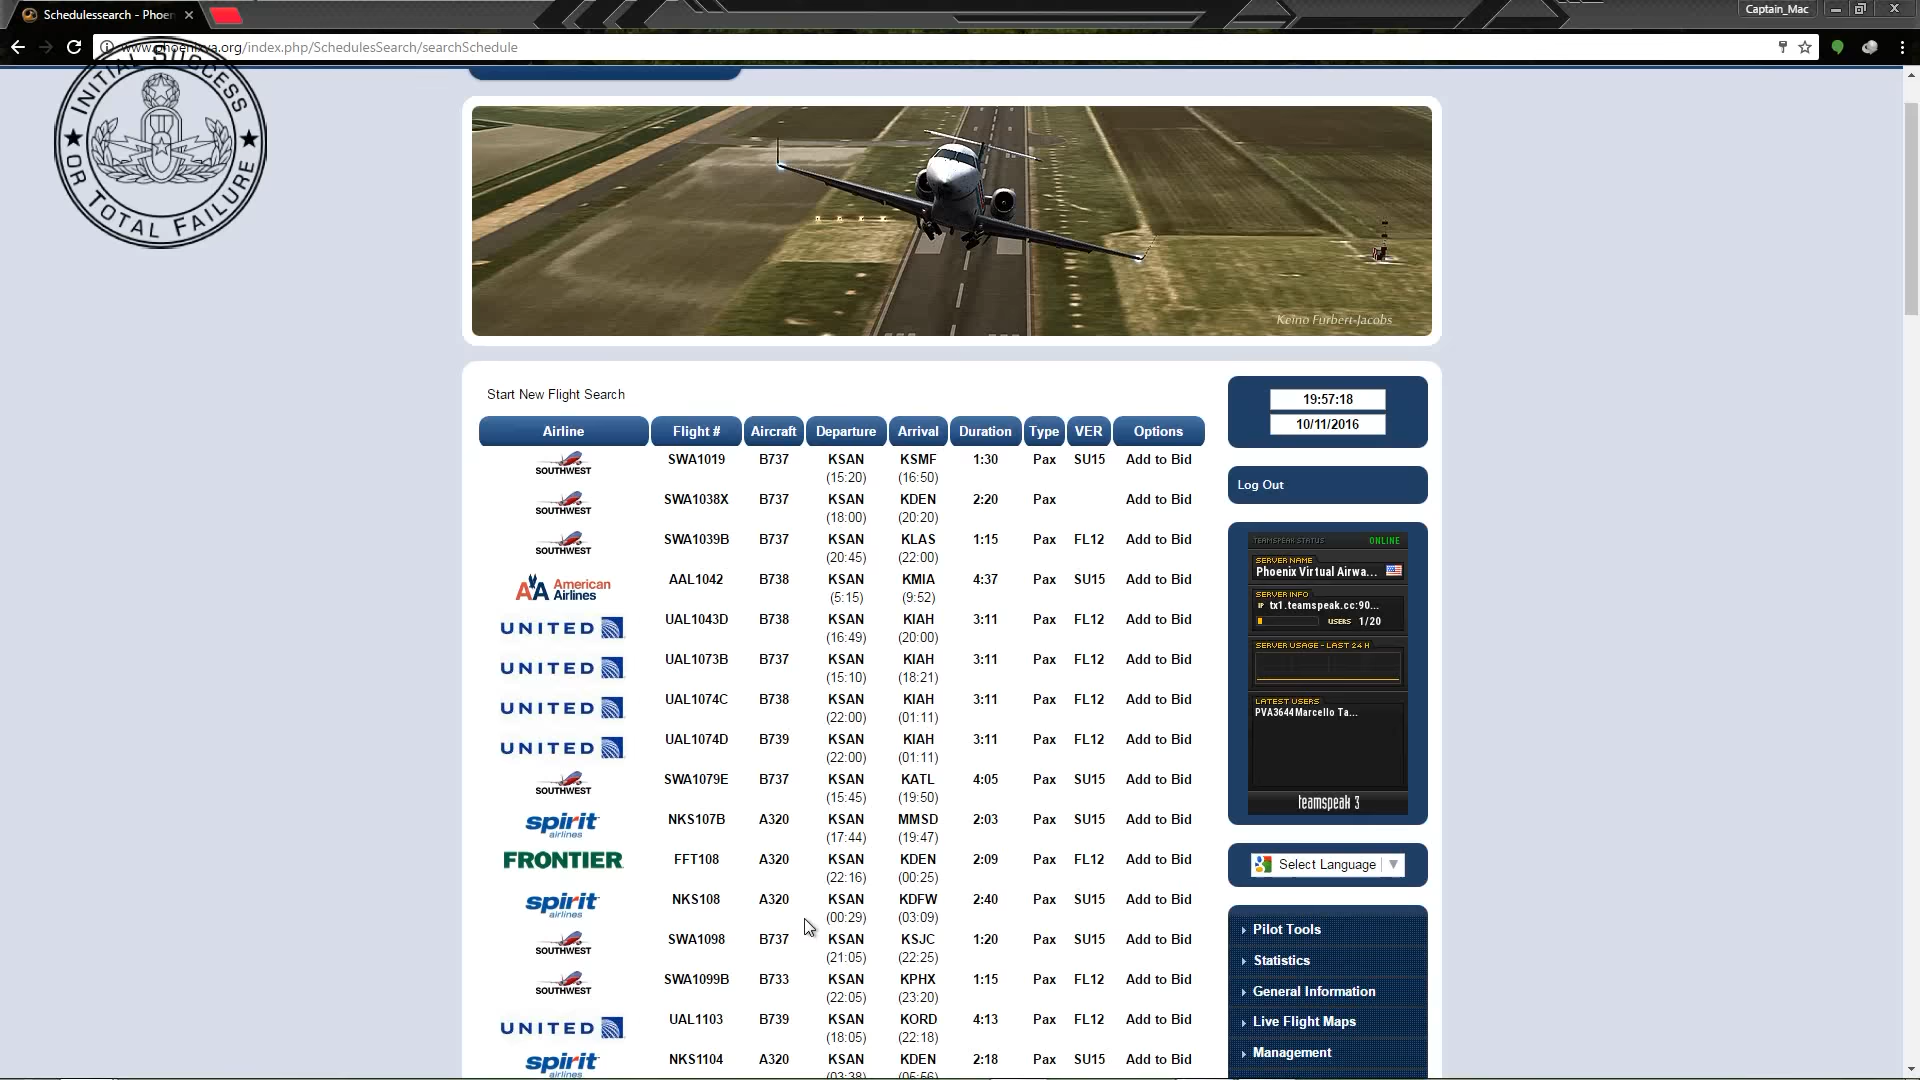 Schedulessearch - Phoen
Captain_Mac
www.phoenixva.org/index.php/SchedulesSearch/searchSchedule
INITIAL SUCCESS
OR TOTAL FAILURE
Keino Furbert-Jacobs
Start New Flight Search
Airline Flight # Aircraft Departure Arrival Duration Type VER Options
SOUTHWEST SWA1019 B737 KSAN KSMF 1:30 Pax SU15 Add to Bid
(15:20) (16:50)
SOUTHWEST SWA1038X B737 KSAN KDEN 2:20 Pax Add to Bid
(18:00) (20:20)
SOUTHWEST SWA1039B B737 KSAN KLAS 1:15 Pax FL12 Add to Bid
(20:45) (22:00)
American Airlines AAL1042 B738 KSAN KMIA 4:37 Pax SU15 Add to Bid
(5:15) (9:52)
UNITED UAL1043D B738 KSAN KIAH 3:11 Pax FL12 Add to Bid
(16:49) (20:00)
UNITED UAL1073B B737 KSAN KIAH 3:11 Pax FL12 Add to Bid
(15:10) (18:21)
UNITED UAL1074C B738 KSAN KIAH 3:11 Pax FL12 Add to Bid
(22:00) (01:11)
UNITED UAL1074D B739 KSAN KIAH 3:11 Pax FL12 Add to Bid
(22:00) (01:11)
SOUTHWEST SWA1079E B737 KSAN KATL 4:05 Pax SU15 Add to Bid
(15:45) (19:50)
spirit airlines NKS107B A320 KSAN MMSD 2:03 Pax SU15 Add to Bid
(17:44) (19:47)
FRONTIER FFT108 A320 KSAN KDEN 2:09 Pax FL12 Add to Bid
(22:16) (00:25)
spirit airlines NKS108 A320 KSAN KDFW 2:40 Pax SU15 Add to Bid
(00:29) (03:09)
SOUTHWEST SWA1098 B737 KSAN KSJC 1:20 Pax SU15 Add to Bid
(21:05) (22:25)
SOUTHWEST SWA1099B B733 KSAN KPHX 1:15 Pax FL12 Add to Bid
(22:05) (23:20)
UNITED UAL1103 B739 KSAN KORD 4:13 Pax FL12 Add to Bid
(18:05) (22:18)
spirit airlines NKS1104 A320 KSAN KDEN 2:18 Pax SU15 Add to Bid
(03:38) (05:56)
19:57:18
10/11/2016
Log Out
TEAMSPEAK STATUS ONLINE
SERVER NAME
Phoenix Virtual Airwa...
SERVER INFO
IP tx1.teamspeak.cc:90...
USERS 1/20
SERVER USAGE - LAST 24 H
LATEST USERS
PVA3644 Marcello Ta...
teamspeak 3
Select Language
Pilot Tools
Statistics
General Information
Live Flight Maps
Management